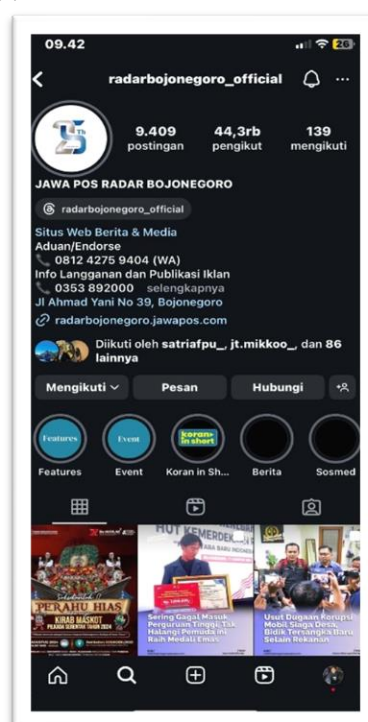 09.42
26
radarbojonegoro_official
25
Th
9.409
44,3rb
139
postingan
pengikut
mengikuti
JAWA POS RADAR BOJONEGORO
radarbojonegoro_official
Situs Web Berita & Media
Aduan/Endorse
0812 4275 9404 (WA)
Info Langganan dan Publikasi Iklan
0353 892000 selengkapnya
Jl Ahmad Yani No 39, Bojonegoro
radarbojonegoro.jawapos.com
Diikuti oleh satriafpu_, jt.mikkoo_, dan 86
lainnya
Mengikuti
Pesan
Hubungi
Features
Event
koran
in short
Features
Event
Koran in Sh...
Berita
Sosmed
PERAHU HIAS
KIRAB MASKOT
HUT KEMERDEK
Sering Gagal Masuk
Perguruan Tinggi, Tak
Halangi Pemuda ini
Raih Medali Emas
Usut Dugaan Korupsi
Mobil Siaga Desa,
Bidik Tersangka Baru
Selain Rekanan